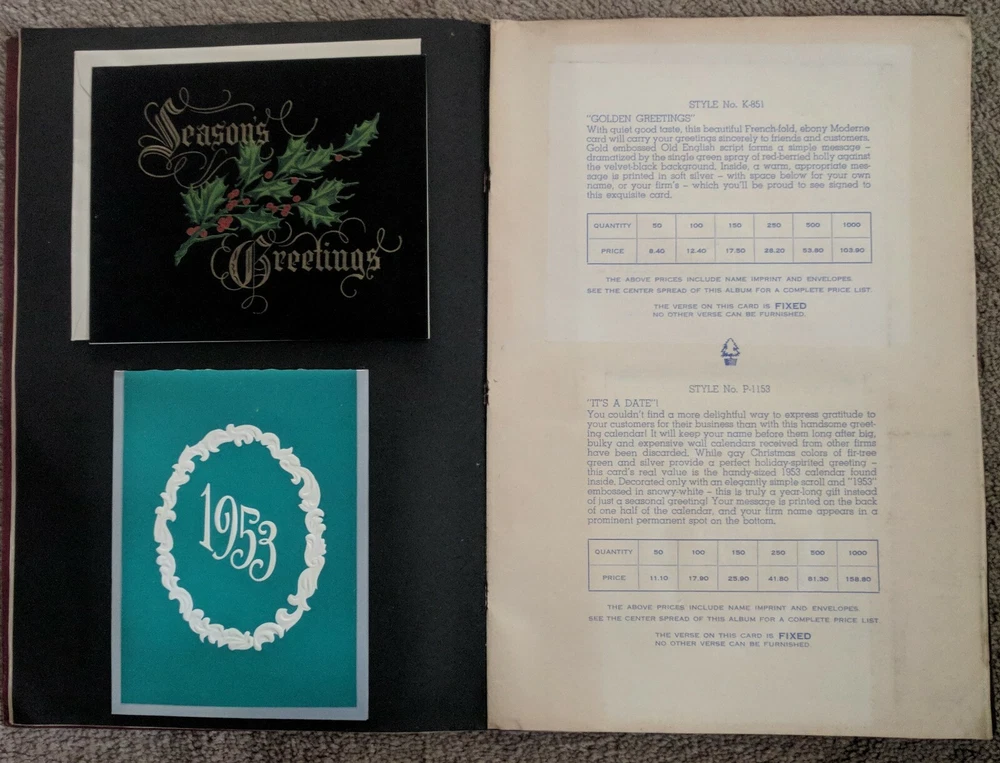 Season's
Greetings
1953
STYLE No. K-851
"GOLDEN GREETINGS"
With quiet good taste, this beautiful French-fold, ebony Moderne
card will carry your greetings sincerely to friends and customers.
Gold embossed Old English script forms a simple message –
dramatized by the single green spray of red-berried holly against
the velvet-black background. Inside, a warm, appropriate mes-
sage is printed in soft silver – with space below for your own
name, or your firm's – which you'll be proud to see signed to
this exquisite card.
QUANTITY 50 100 150 250 500 1000
PRICE 8.40 12.40 17.50 28.20 53.80 103.90
THE ABOVE PRICES INCLUDE NAME IMPRINT AND ENVELOPES.
SEE THE CENTER SPREAD OF THIS ALBUM FOR A COMPLETE PRICE LIST.
THE VERSE ON THIS CARD IS FIXED
NO OTHER VERSE CAN BE FURNISHED.
STYLE No. P-1153
"IT'S A DATE"!
You couldn't find a more delightful way to express gratitude to
your customers for their business than with this handsome greet-
ing calendar! It will keep your name before them long after big,
bulky and expensive wall calendars received from other firms
have been discarded. While gay Christmas colors of fir-tree
green and silver provide a perfect holiday-spirited greeting –
this card's real value is the handy-sized 1953 calendar found
inside. Decorated only with an elegantly simple scroll and "1953"
embossed in snowy-white – this is truly a year-long gift instead
of just a seasonal greeting! Your message is printed on the back
of one half of the calendar, and your firm name appears in a
prominent permanent spot on the bottom.
QUANTITY 50 100 150 250 500 1000
PRICE 11.10 17.90 25.90 41.80 81.30 158.80
THE ABOVE PRICES INCLUDE NAME IMPRINT AND ENVELOPES.
SEE THE CENTER SPREAD OF THIS ALBUM FOR A COMPLETE PRICE LIST.
THE VERSE ON THIS CARD IS FIXED
NO OTHER VERSE CAN BE FURNISHED.